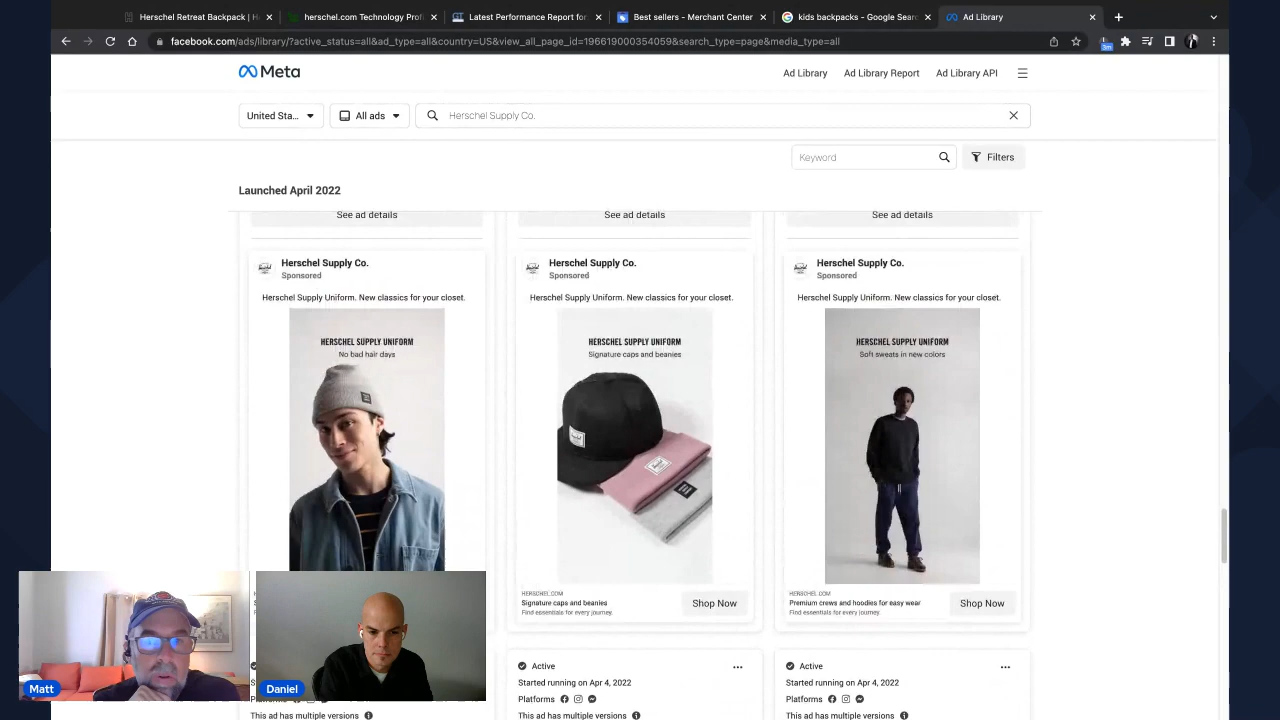 Herschel Retreat Backpack | H
herschel.com Technology Profi
Latest Performance Report for
Best sellers - Merchant Center
kids backpacks - Google Sear
Ad Library
facebook.com/ads/library/?active_status=all&ad_type=all&country=US&view_all_page_id=196619000354059&search_type=page&media_type=all
3m
Meta
Ad Library
Ad Library Report
Ad Library API
United Sta...
All ads
Herschel Supply Co.
Keyword
Filters
Launched April 2022
See ad details
See ad details
See ad details
Herschel Supply Co.
Sponsored
Herschel Supply Uniform. New classics for your closet.
HERSCHEL SUPPLY UNIFORM
No bad hair days
Herschel Supply Co.
Sponsored
Herschel Supply Uniform. New classics for your closet.
HERSCHEL SUPPLY UNIFORM
Signature caps and beanies
HERSCHEL.COM
Signature caps and beanies
Find essentials for every journey.
Shop Now
Herschel Supply Co.
Sponsored
Herschel Supply Uniform. New classics for your closet.
HERSCHEL SUPPLY UNIFORM
Soft sweats in new colors
HERSCHEL.COM
Premium crews and hoodies for easy wear
Find essentials for every journey.
Shop Now
Matt
Daniel
This ad has multiple versions
Active
Started running on Apr 4, 2022
Platforms
This ad has multiple versions
Active
Started running on Apr 4, 2022
Platforms
This ad has multiple versions